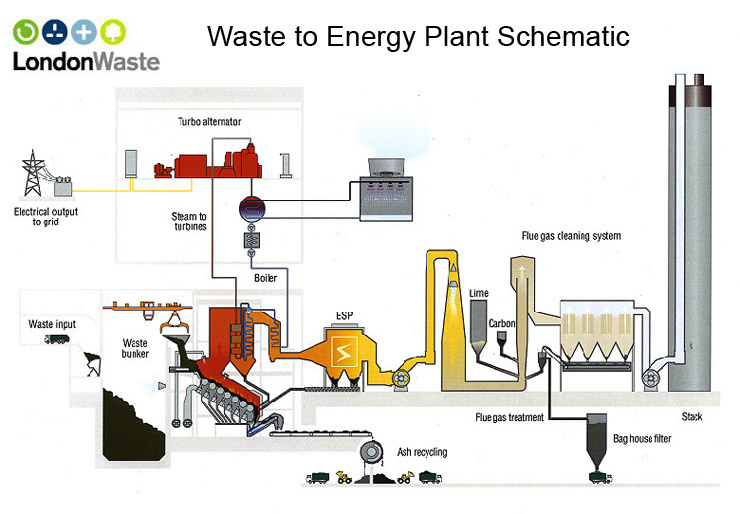 Waste to Energy Plant Schematic
LondonWaste
Turbo alternator
Electrical output
to grid
Steam to
turbines
Flue gas cleaning system
Boiler
Lime
ESP
Carbon
Waste input
Waste
bunker
Flue gas treatment
Stack
Bag house filter
Ash recycling